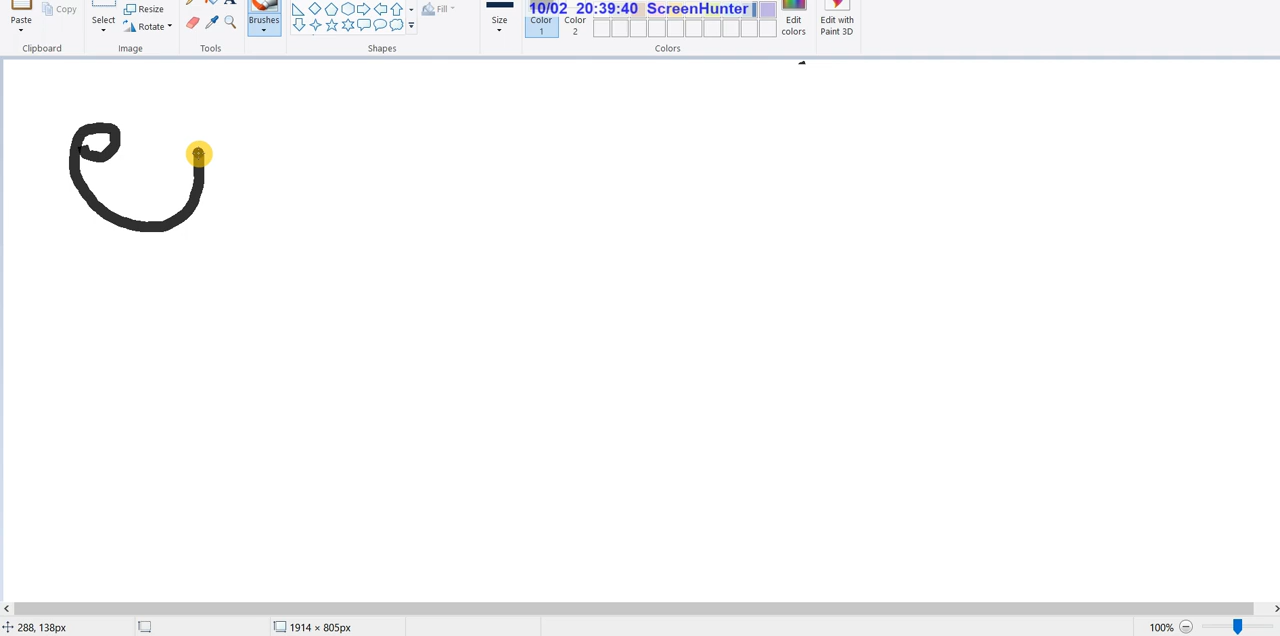 10/02 20:39:40 ScreenHunter
Paste Copy Select Resize Rotate Brushes Fill Size Color 1 Color 2 Edit colors Edit with Paint 3D
Clipboard Image Tools Shapes Colors
288, 138px 1914 × 805px 100%